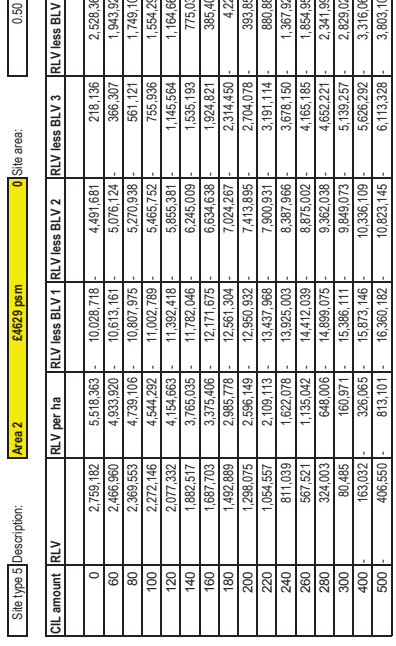 Site type 5 Description: Area 2 £4629 psm 0 Site area: 0.50
CIL amount RLV RLV per ha RLV less BLV 1 RLV less BLV 2 RLV less BLV 3 RLV less BLV
0 2,759,182 5,518,363 - 10,028,718 - 4,491,681 - 218,136 2,528,36
60 2,466,960 4,933,920 - 10,613,161 - 5,076,124 - 366,307 1,943,92
80 2,369,553 4,739,106 - 10,807,975 - 5,270,938 - 561,121 1,749,10
100 2,272,146 4,544,292 - 11,002,789 - 5,465,752 - 755,936 1,554,29
120 2,077,332 4,154,663 - 11,392,418 - 5,855,381 - 1,145,564 1,164,66
140 1,882,517 3,765,035 - 11,782,046 - 6,245,009 - 1,535,193 775,03
160 1,687,703 3,375,406 - 12,171,675 - 6,634,638 - 1,924,821 385,40
180 1,492,889 2,985,778 - 12,561,304 - 7,024,267 - 2,314,450 - 4,22
200 1,298,075 2,596,149 - 12,950,932 - 7,413,895 - 2,704,078 - 393,85
220 1,054,557 2,109,113 - 13,437,968 - 7,900,931 - 3,191,114 - 880,88
240 811,039 1,622,078 - 13,925,003 - 8,387,966 - 3,678,150 - 1,367,92
260 567,521 1,135,042 - 14,412,039 - 8,875,002 - 4,165,185 - 1,854,95
280 324,003 648,006 - 14,899,075 - 9,362,038 - 4,652,221 - 2,341,99
300 80,485 160,971 - 15,386,111 - 9,849,073 - 5,139,257 - 2,829,02
400 - 163,032 - 326,065 - 15,873,146 - 10,336,109 - 5,626,292 - 3,316,06
500 - 406,550 - 813,101 - 16,360,182 - 10,823,145 - 6,113,328 - 3,803,10